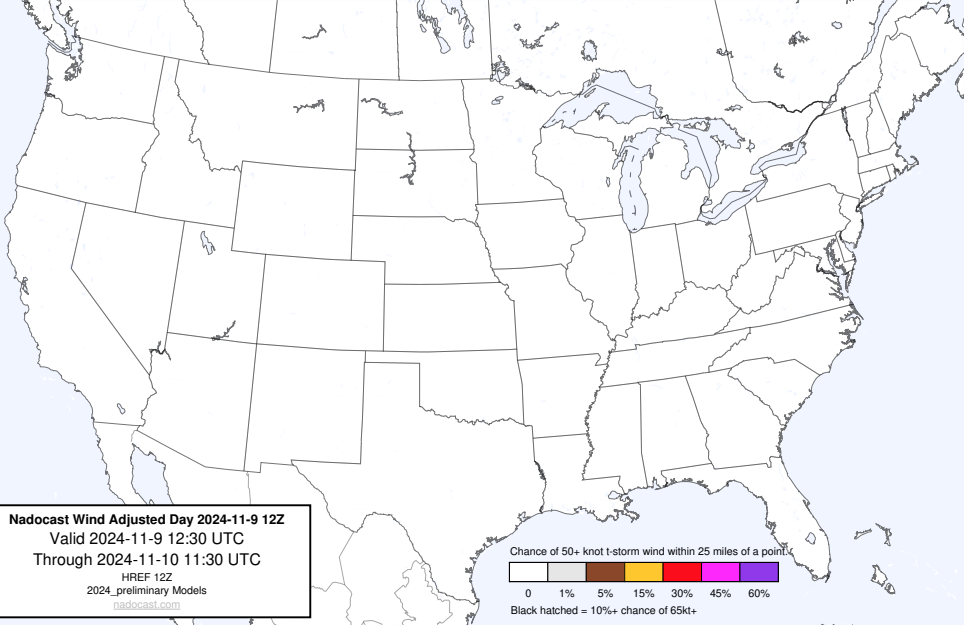 Nadocast Wind Adjusted Day 2024-11-9 12Z
Valid 2024-11-9 12:30 UTC
Through 2024-11-10 11:30 UTC
HREF 12Z
2024_preliminary Models
nadocast.com
Chance of 50+ knot t-storm wind within 25 miles of a point.
0 1% 5% 15% 30% 45% 60%
Black hatched = 10%+ chance of 65kt+